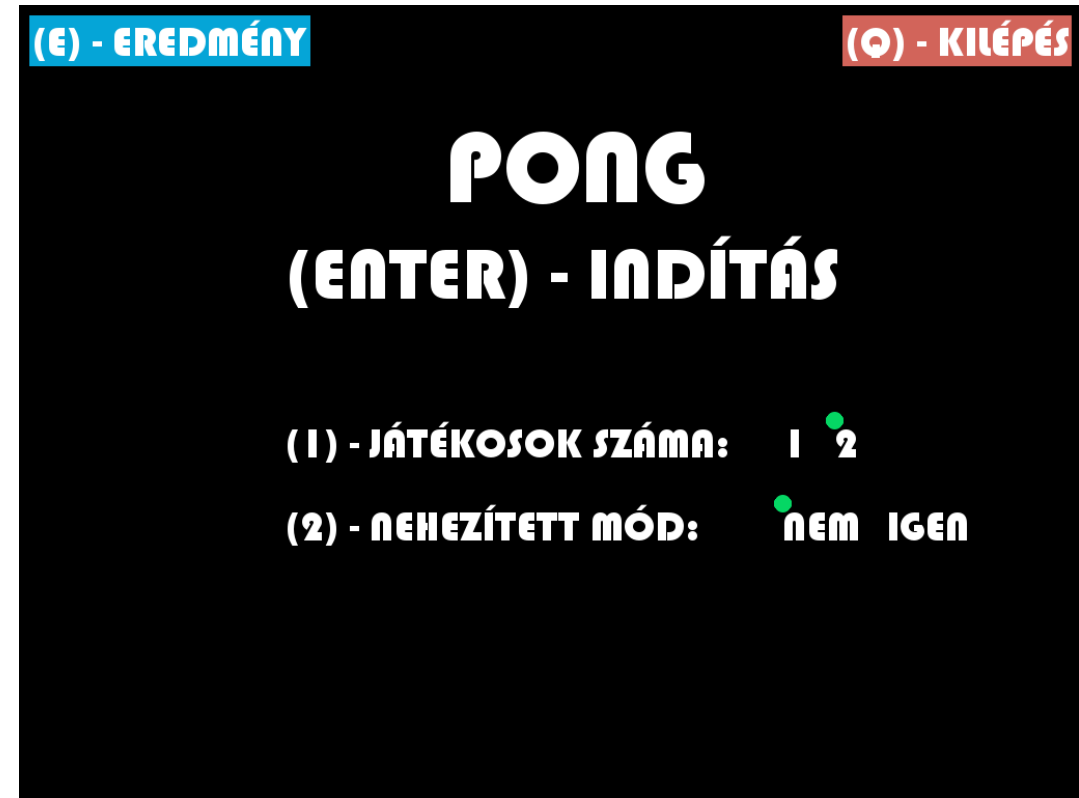 (E) - EREDMÉNY
(Q) - KILÉPÉS
PONG
(ENTER) - INDÍTÁS
(1) - JÁTÉKOSOK SZÁMA: 1 2
(2) - NEHEZÍTETT MÓD: NEM IGEN